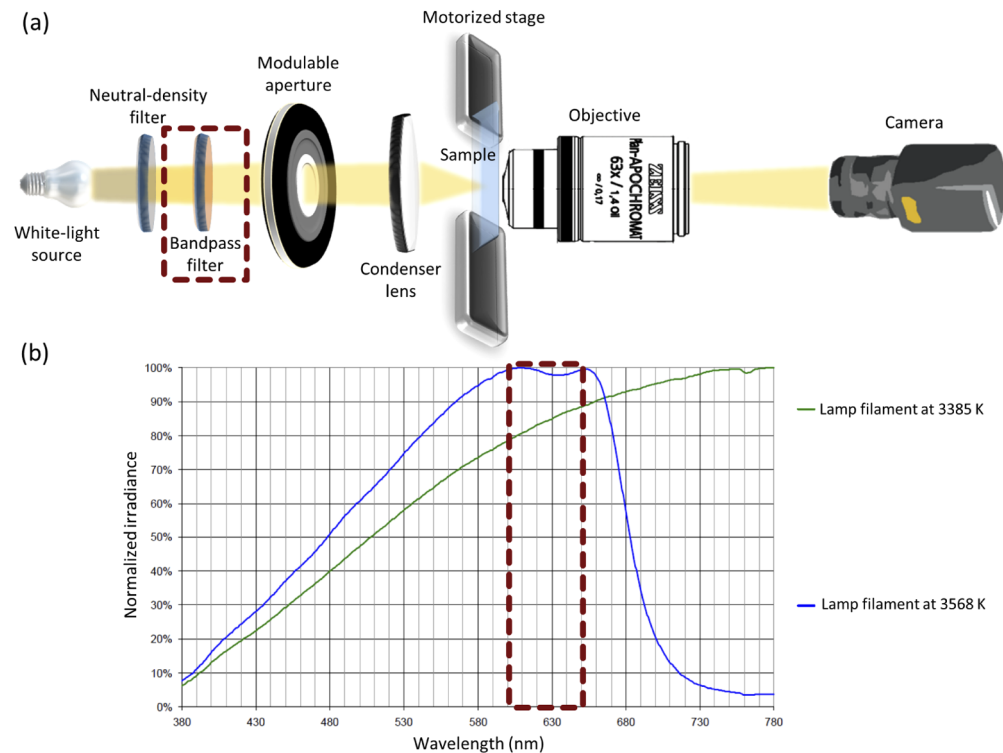 (a)
Motorized stage
Modulable
aperture
Neutral-density
filter
Objective
Camera
Sample
Plan-APOCHROMAT
63x / 1,4 Oil
∞ / 0,17
ZEISS
White-light
source
Bandpass
filter
Condenser
lens
(b)
100%
90%
80%
70%
60%
50%
40%
30%
20%
10%
0%
Normalized irradiance
380
430
480
530
580
630
680
730
780
Wavelength (nm)
Lamp filament at 3385 K
Lamp filament at 3568 K